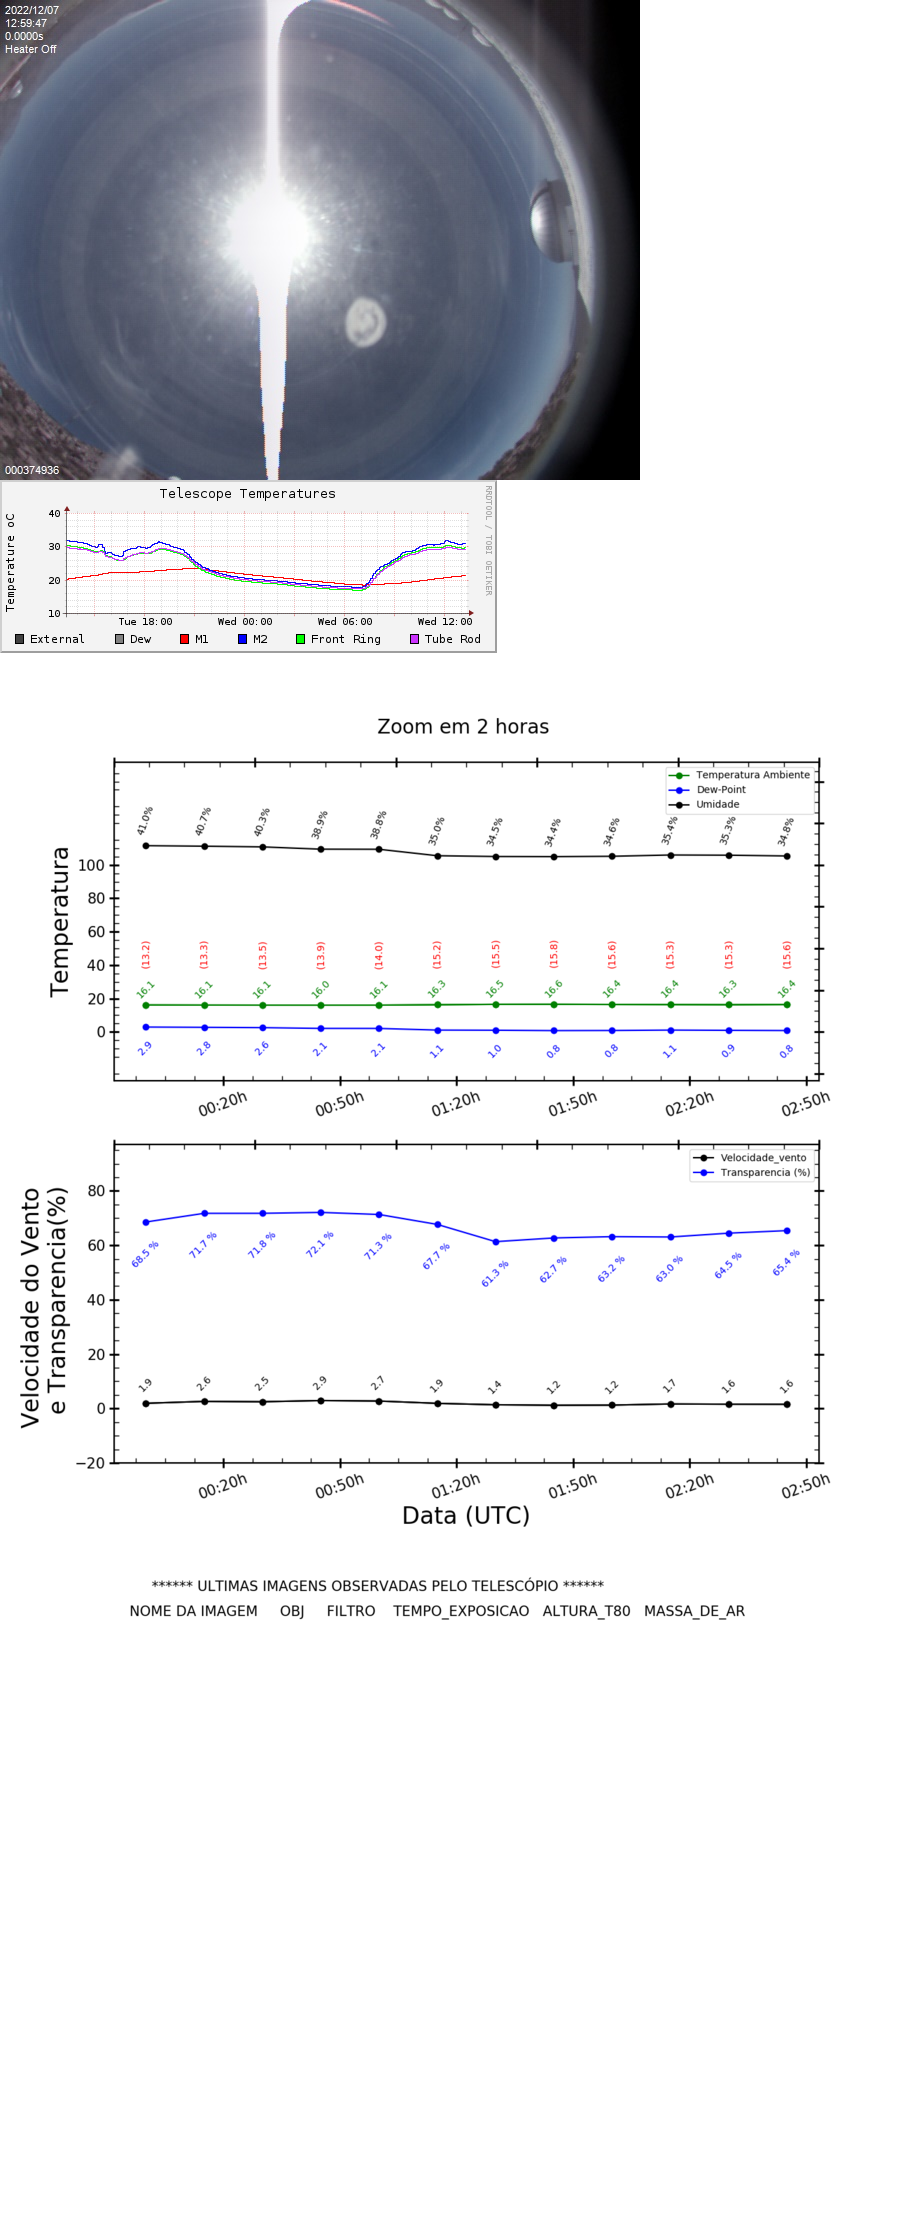 2022/12/07
12:59:47
0.0000s
Heater Off
000374936
Telescope Temperatures
RRDTOOL / TOBI OETIKER
Temperature oC
40
30
20
10
Tue 18:00 Wed 00:00 Wed 06:00 Wed 12:00
External Dew M1 M2 Front Ring Tube Rod
Zoom em 2 horas
Temperatura Ambiente
Dew-Point
Umidade
Temperatura
100
80
60
40
20
0
41.0% 40.7% 40.3% 38.9% 38.8% 35.0% 34.5% 34.4% 34.6% 35.4% 35.3% 34.8%
(13.2) (13.3) (13.5) (13.9) (14.0) (15.2) (15.5) (15.8) (15.6) (15.3) (15.3) (15.6)
16.1 16.1 16.1 16.0 16.1 16.3 16.5 16.6 16.4 16.4 16.3 16.4
2.9 2.8 2.6 2.1 2.1 1.1 1.0 0.8 0.8 1.1 0.9 0.8
00:20h 00:50h 01:20h 01:50h 02:20h 02:50h
Velocidade_vento
Transparencia (%)
Velocidade do Vento
e Transparencia(%)
80
60
40
20
0
−20
68.5 % 71.7 % 71.8 % 72.1 % 71.3 % 67.7 % 61.3 % 62.7 % 63.2 % 63.0 % 64.5 % 65.4 %
1.9 2.6 2.5 2.9 2.7 1.9 1.4 1.2 1.2 1.7 1.6 1.6
00:20h 00:50h 01:20h 01:50h 02:20h 02:50h
Data (UTC)
****** ULTIMAS IMAGENS OBSERVADAS PELO TELESCÓPIO ******
NOME DA IMAGEM OBJ FILTRO TEMPO_EXPOSICAO ALTURA_T80 MASSA_DE_AR